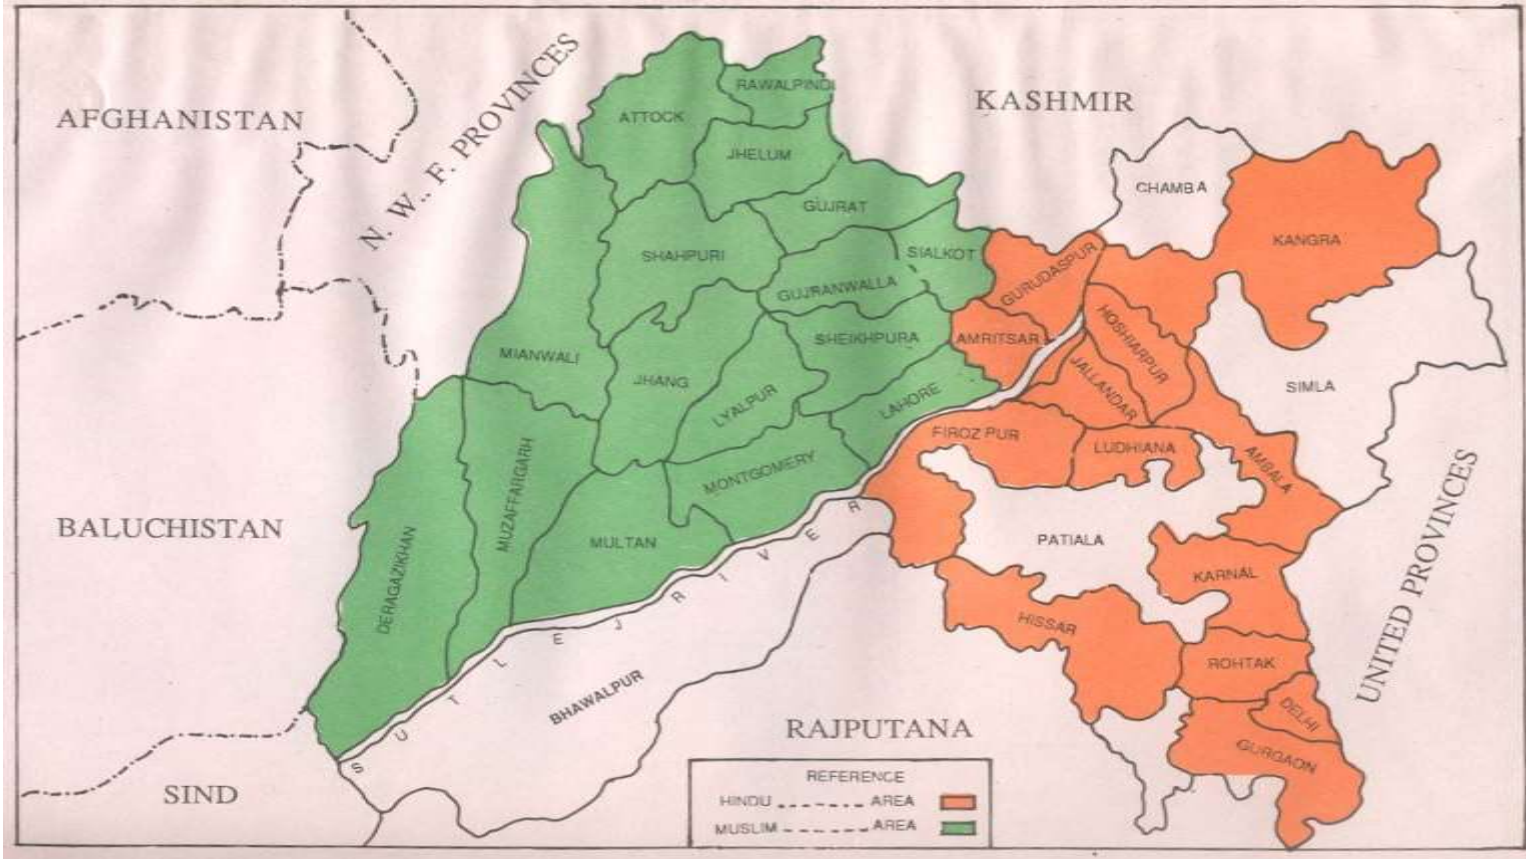 AFGHANISTAN
N. W.. F. PROVINCES
KASHMIR
ATTOCK
RAWALPINDI
JHELUM
GUJRAT
CHAMBA
KANGRA
SHAHPURI
SIALKOT
GUJRANWALLA
GURUDASPUR
HOSHIARPUR
MIANWALI
JHANG
SHEIKHPURA
AMRITSAR
LYALPUR
LAHORE
JALLANDAR
SIMLA
FIROZ PUR
LUDHIANA
AMBALA
BALUCHISTAN
DERAGAZIKHAN
MUZAFFARGARH
MULTAN
MONTGOMERY
PATIALA
KARNAL
UNITED PROVINCES
HISSAR
ROHTAK
DELHI
GURGAON
SUTLEJ RIVER
BHAWALPUR
RAJPUTANA
SIND
REFERENCE
HINDU ------ AREA
MUSLIM ------ AREA